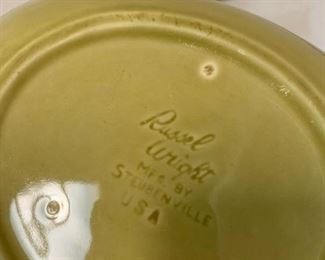 Russel
Wright
MFG. BY
STEUBENVILLE
USA